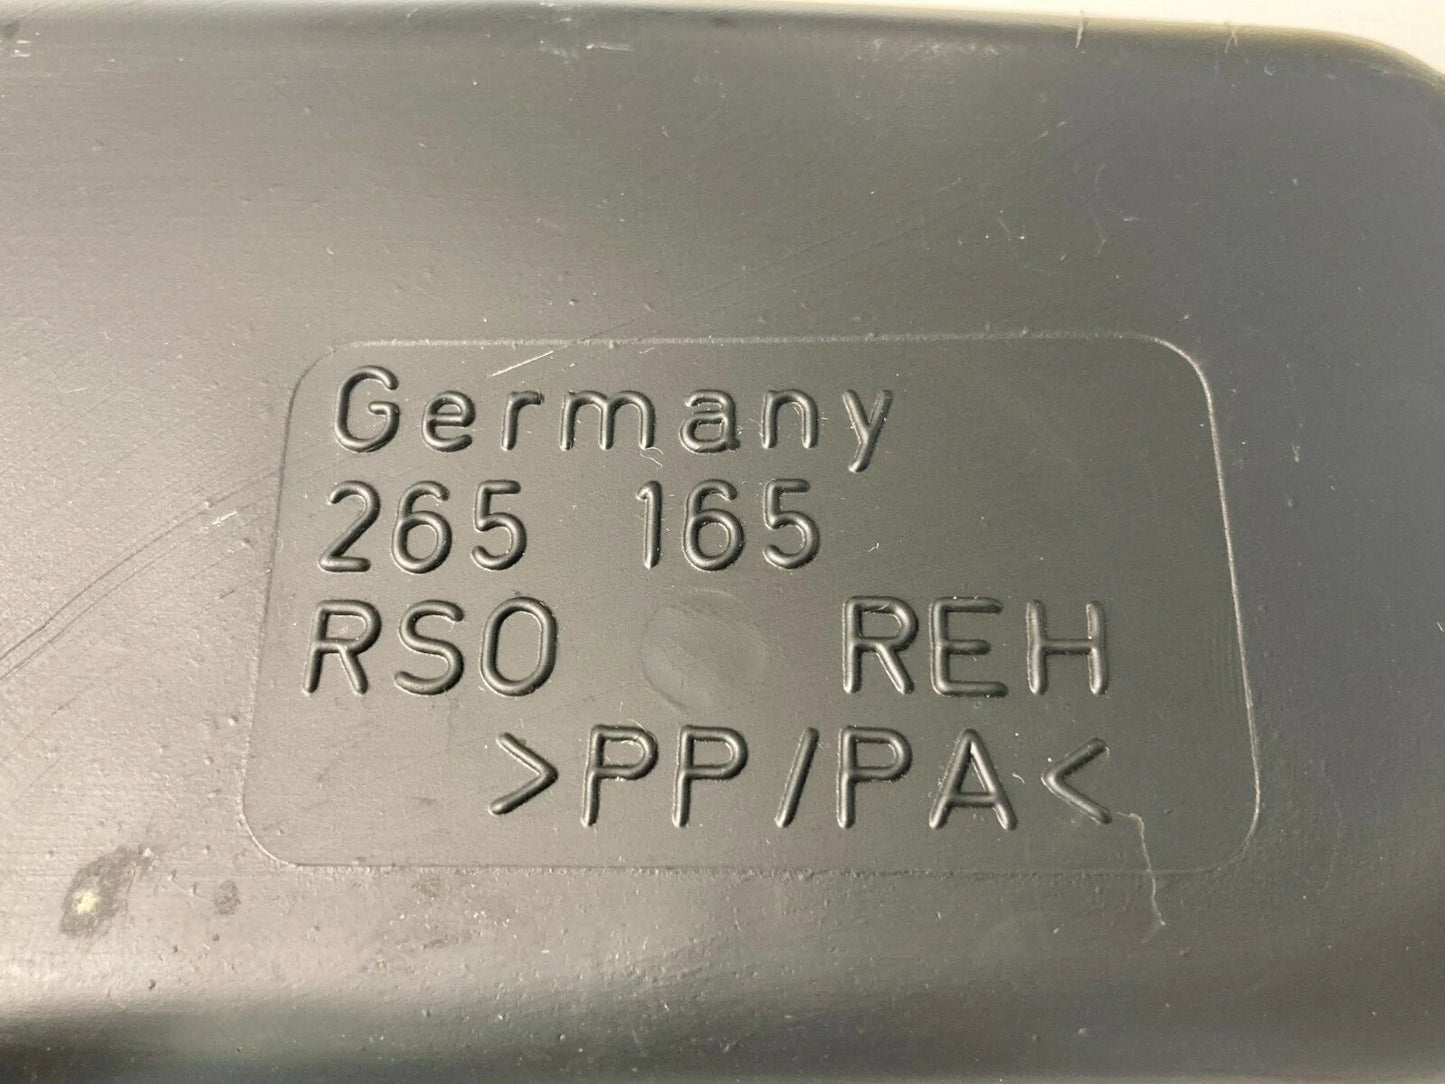 Germany
265 165
RSO REH
>PP/PA<